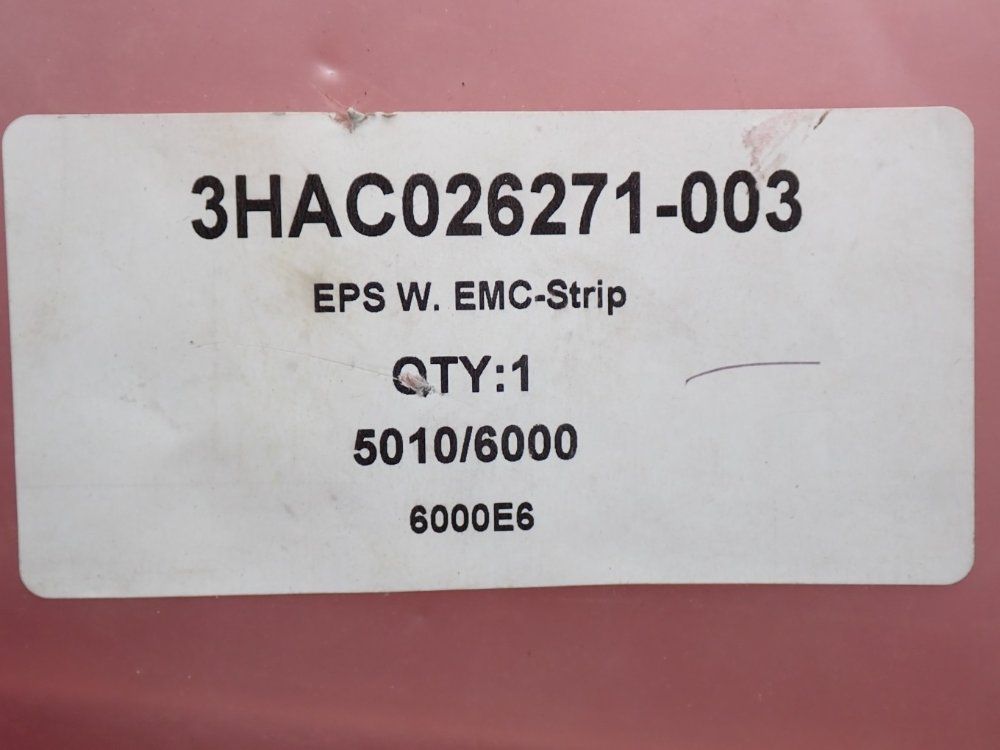 3HAC026271-003
EPS W. EMC-Strip
QTY:1
5010/6000
6000E6